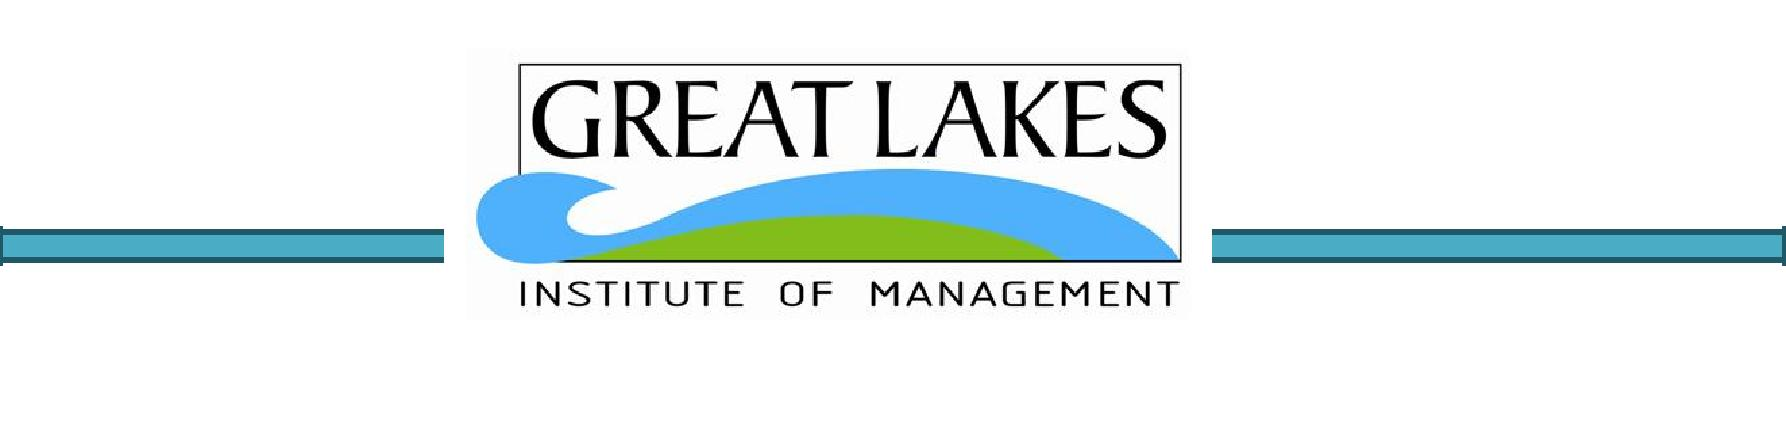 GREAT LAKES
INSTITUTE OF MANAGEMENT